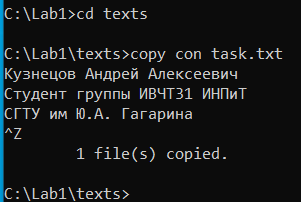 C:\Lab1>cd texts
C:\Lab1\texts>copy con task.txt
Кузнецов Андрей Алексеевич
Студент группы ИВЧТ31 ИНПиТ
СГТУ им Ю.А. Гагарина
^Z
1 file(s) copied.
C:\Lab1\texts>